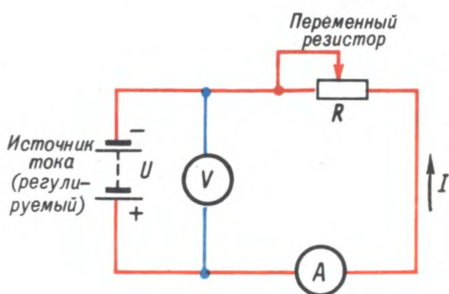 Переменный
резистор
R
Источник
тока
(регули-
руемый)
–
U
+
V
I
A